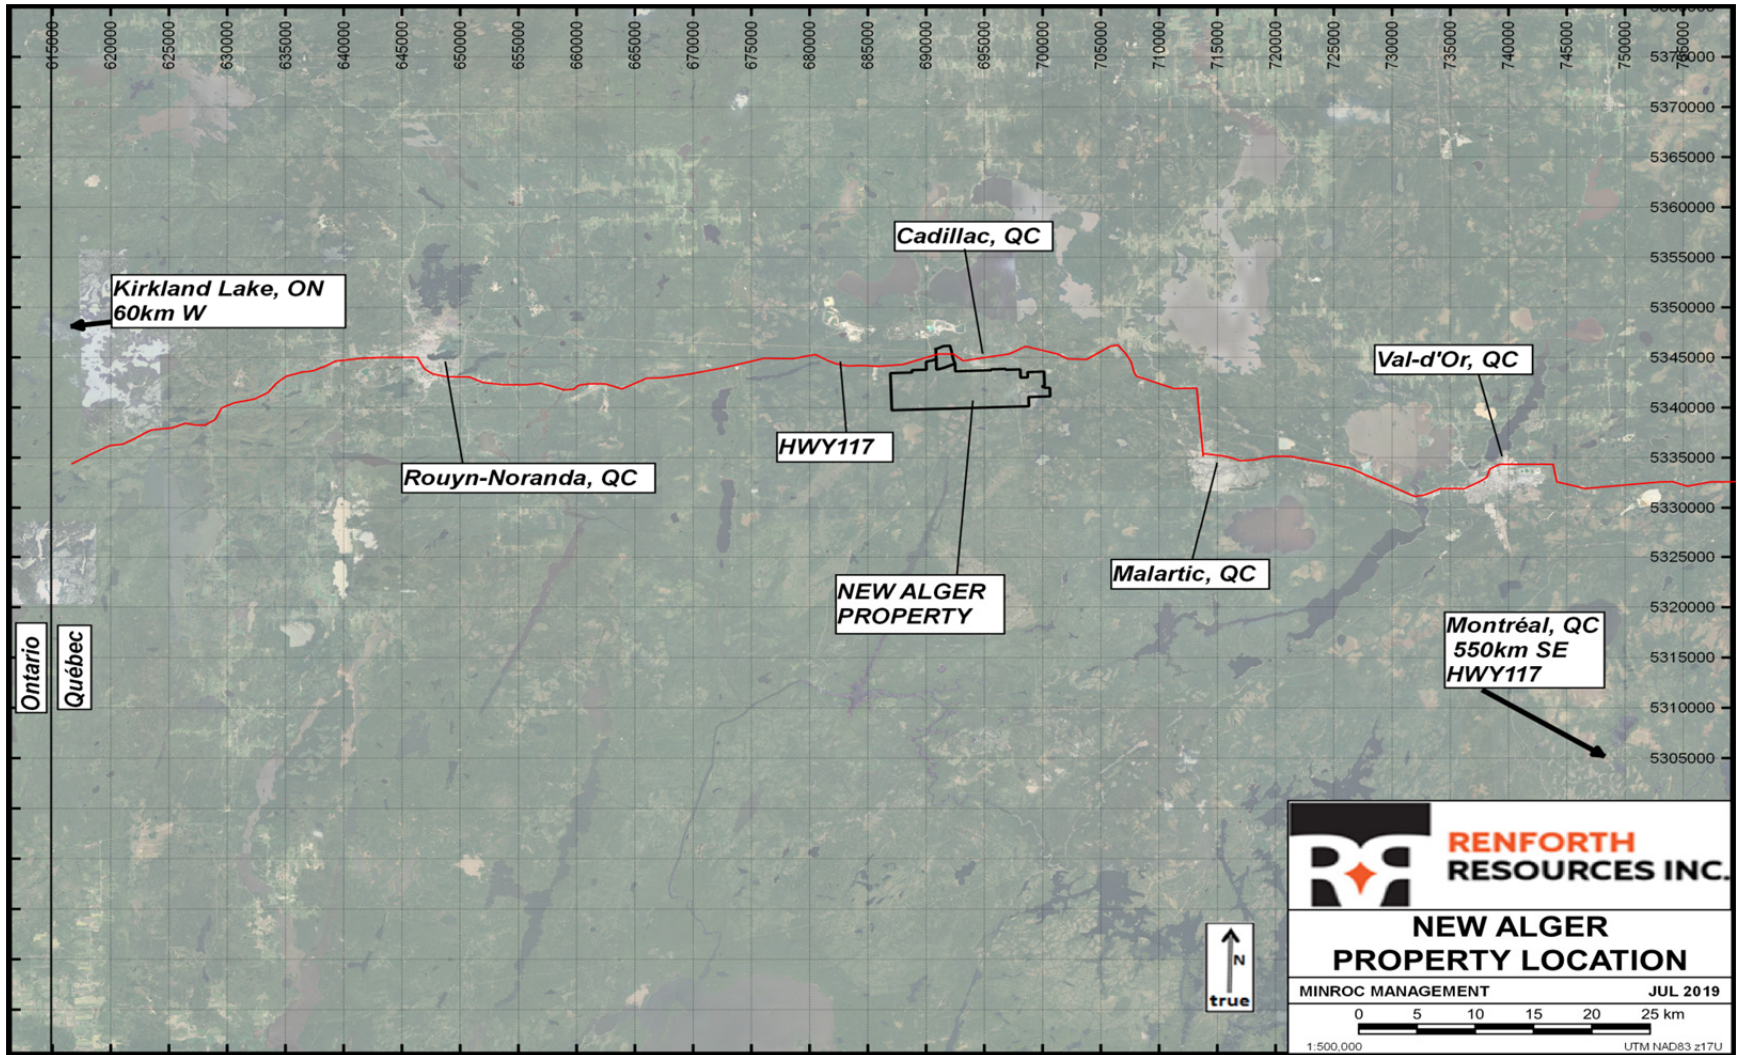 615000
620000
625000
630000
635000
640000
645000
650000
655000
660000
665000
670000
675000
680000
685000
690000
695000
700000
705000
710000
715000
720000
725000
730000
735000
740000
745000
750000
755000
5375000
5370000
5365000
5360000
5355000
5350000
5345000
5340000
5335000
5330000
5325000
5320000
5315000
5310000
5305000
Cadillac, QC
Kirkland Lake, ON
60km W
Val-d'Or, QC
HWY117
Rouyn-Noranda, QC
Malartic, QC
NEW ALGER
PROPERTY
Ontario
Québec
Montréal, QC
550km SE
HWY117
N
true
RENFORTH
RESOURCES INC.
NEW ALGER
PROPERTY LOCATION
MINROC MANAGEMENT JUL 2019
0 5 10 15 20 25 km
1:500,000 UTM NAD83 z17U